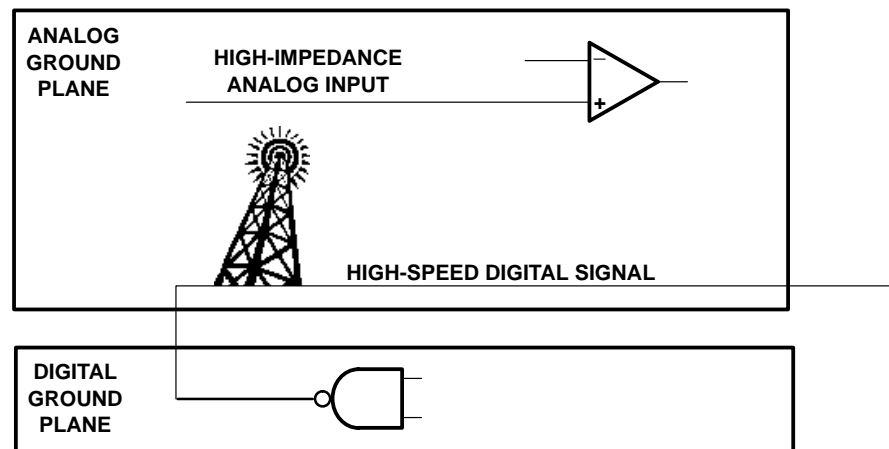 ANALOG
GROUND
PLANE
HIGH-IMPEDANCE
ANALOG INPUT
−
+
HIGH-SPEED DIGITAL SIGNAL
DIGITAL
GROUND
PLANE